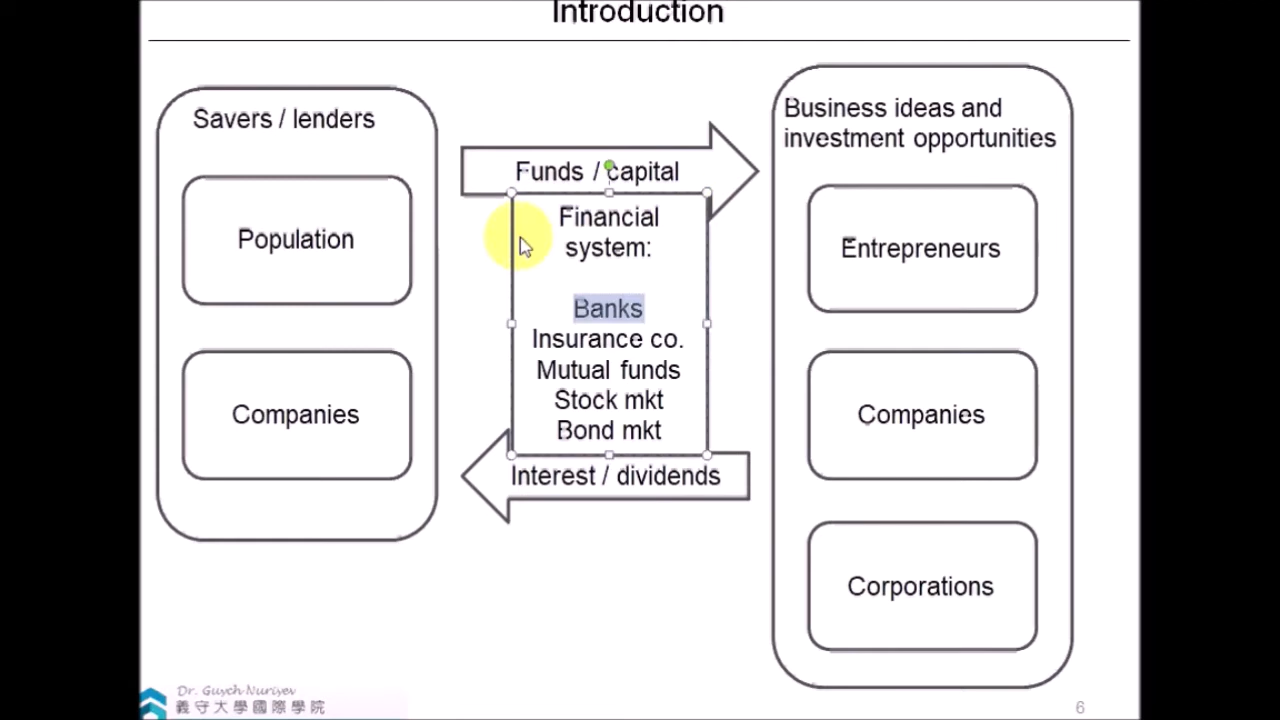 Introduction
Savers / lenders
Population
Companies
Funds / capital
Financial
system:
Banks
Insurance co.
Mutual funds
Stock mkt
Bond mkt
Interest / dividends
Business ideas and
investment opportunities
Entrepreneurs
Companies
Corporations
Dr. Guych Nuriyev
義守大學國際學院
6